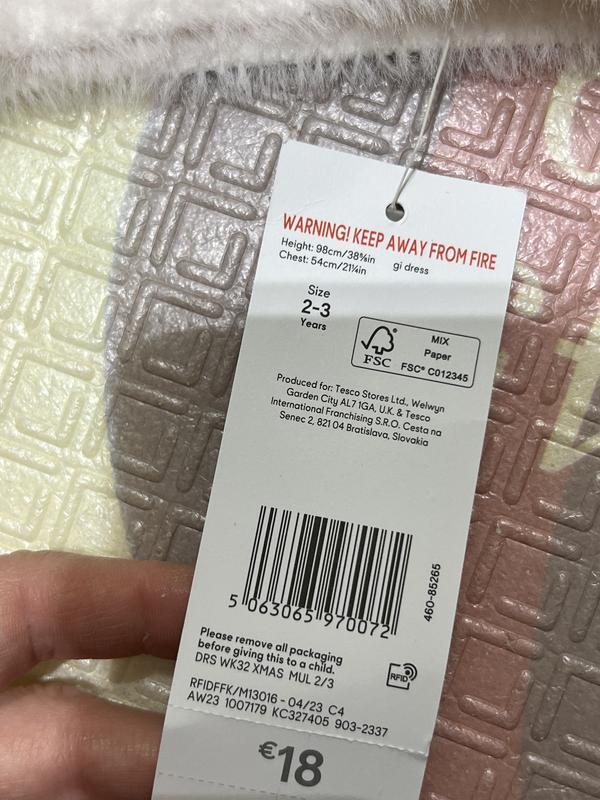 WARNING! KEEP AWAY FROM FIRE
Height: 98cm/38⅝in gi dress
Chest: 54cm/21¼in
Size
2-3
Years
FSC®
MIX
Paper
FSC® C012345
Produced for: Tesco Stores Ltd., Welwyn
Garden City AL7 1GA, U.K. & Tesco
International Franchising S.R.O. Cesta na
Senec 2, 821 04 Bratislava, Slovakia
5 063065 970072
460-85265
Please remove all packaging
before giving this to a child.
DRS WK32 XMAS MUL 2/3
RFID
RFIDFFK/M13016 - 04/23 C4
AW23 1007179 KC327405 903-2337
€18